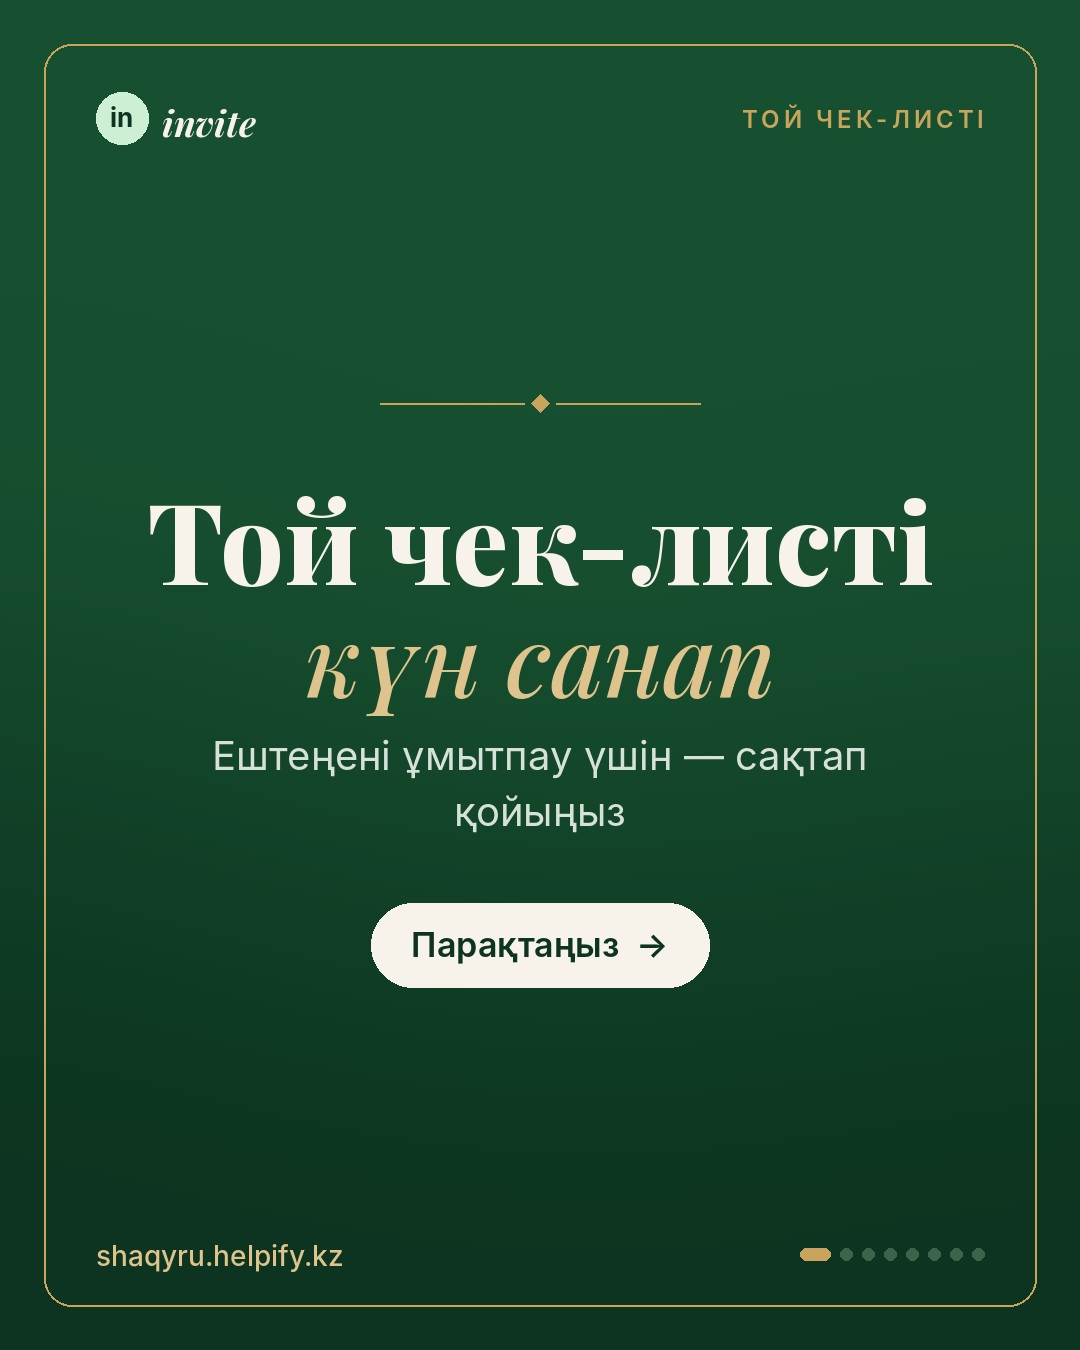 in invite
ТОЙ ЧЕК-ЛИСТІ
Той чек-листі
күн санап
Ештеңені ұмытпау үшін — сақтап
қойыңыз
Парақтаңыз →
shaqyru.helpify.kz